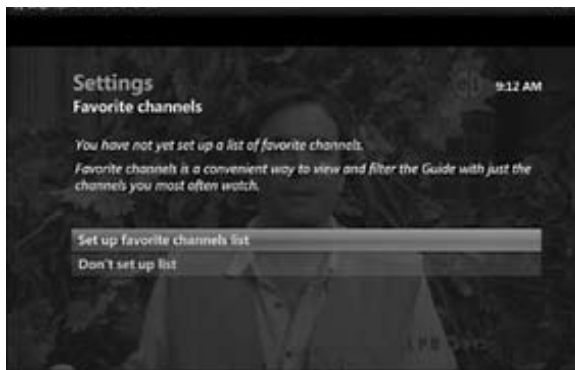 Settings
9:12 AM
Favorite channels
You have not yet set up a list of favorite channels.
Favorite channels is a convenient way to view and filter the Guide with just the
channels you most often watch.
Set up favorite channels list
Don't set up list